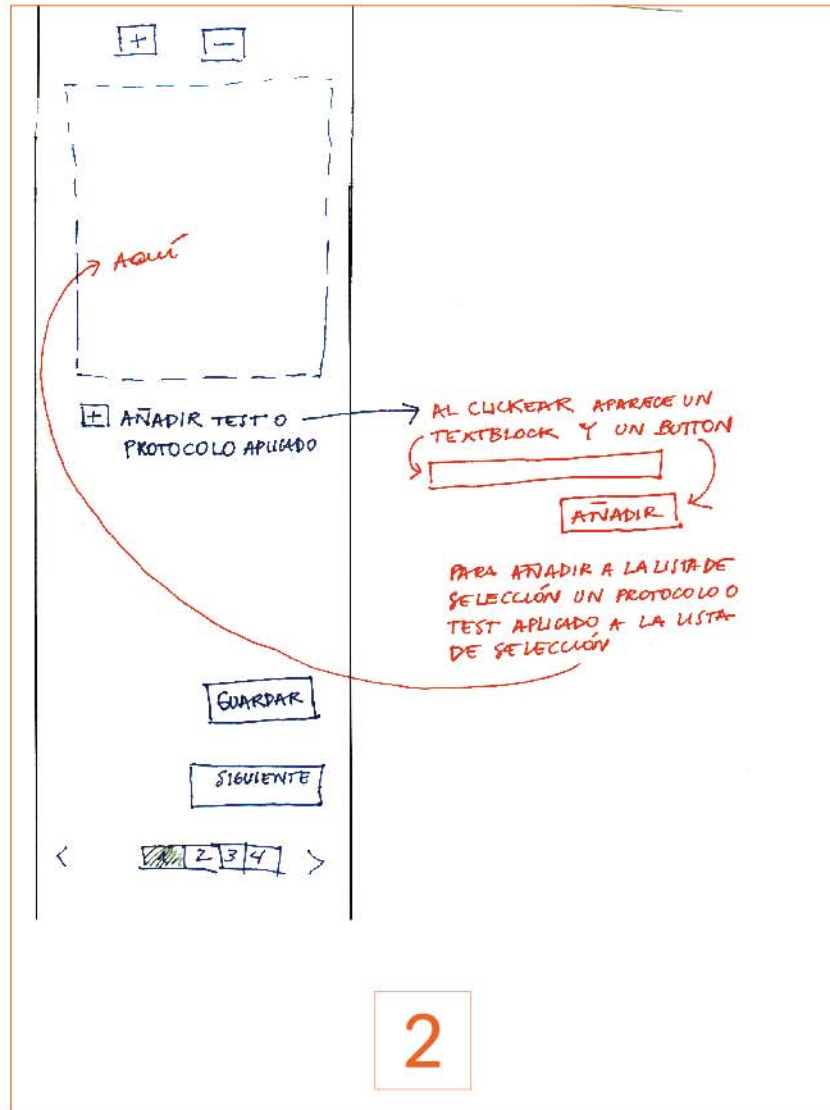 + −
AQUÍ
+ AÑADIR TEST O
PROTOCOLO APLICADO
AL CLICKEAR APARECE UN
TEXTBLOCK Y UN BUTTON
AÑADIR
PARA AÑADIR A LA LISTA DE
SELECCIÓN UN PROTOCOLO O
TEST APLICADO A LA LISTA
DE SELECCIÓN
GUARDAR
SIGUIENTE
< 1 2 3 4 >
2